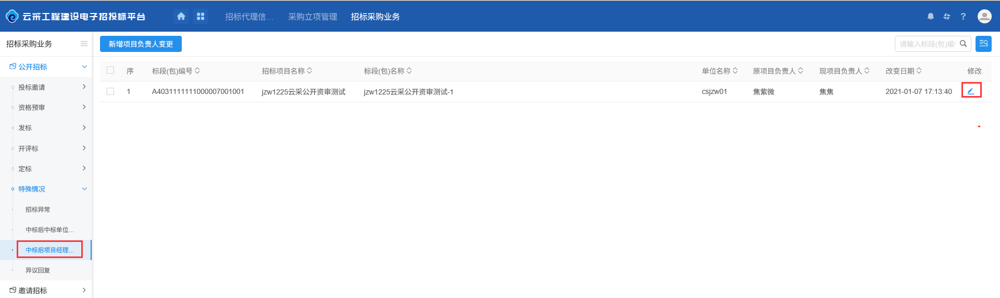 云采工程建设电子招投标平台 招标代理信... 采购立项管理 招标采购业务 ?
招标采购业务 新增项目负责人变更 请输入标段(包)编
公开招标
投标邀请
资格预审
发标
开评标
定标
特殊情况
招标异常
中标后中标单位...
中标后项目经理...
异议回复
邀请招标
序 标段(包)编号 招标项目名称 标段(包)名称 单位名称 原项目负责人 现项目负责人 改变日期 修改
1 A4031111111000007001001 jzw1225云采公开资审测试 jzw1225云采公开资审测试-1 csjzw01 焦紫微 焦焦 2021-01-07 17:13:40